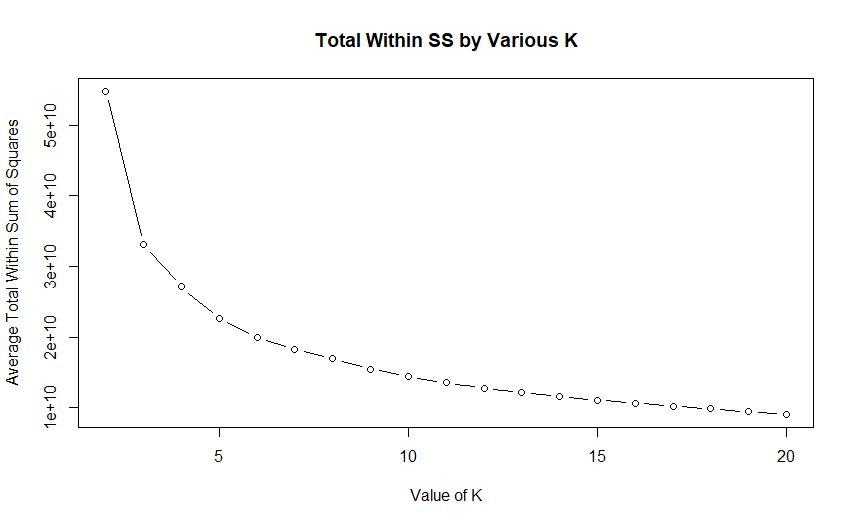 Total Within SS by Various K
Average Total Within Sum of Squares
5e+10
4e+10
3e+10
2e+10
1e+10
5
10
15
20
Value of K